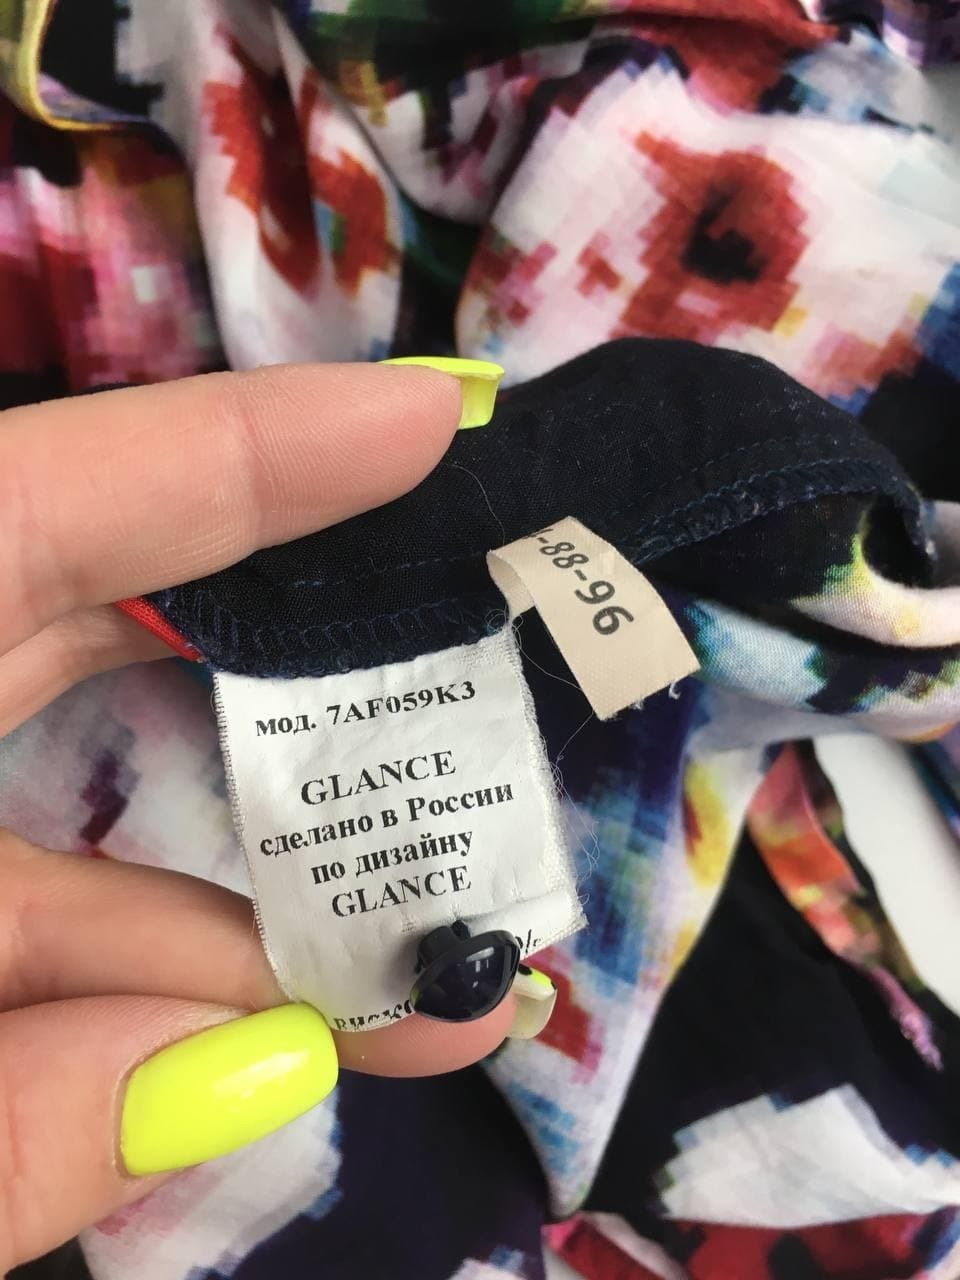 -88-96
мод. 7AF059K3
GLANCE
сделано в России
по дизайну
GLANCE